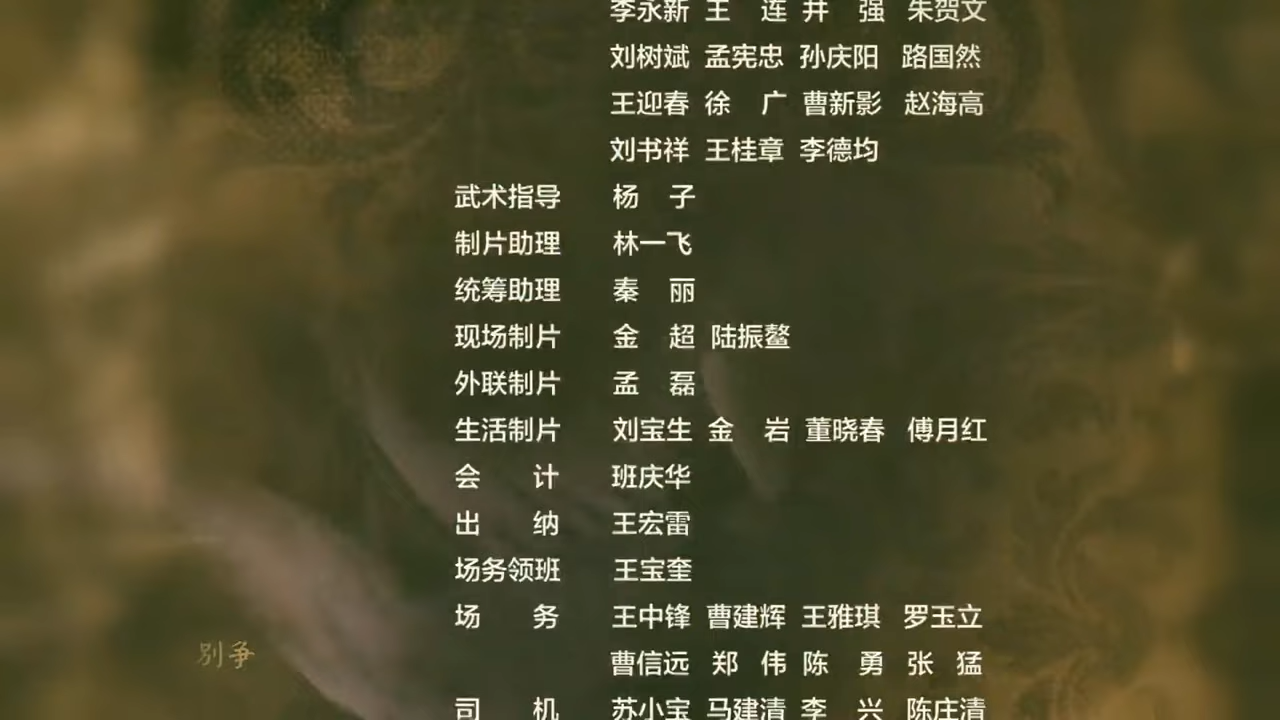 李永新 王 连 井 强 朱贺文
刘树斌 孟宪忠 孙庆阳 路国然
王迎春 徐 广 曹新影 赵海高
刘书祥 王桂章 李德均
武术指导 杨 子
制片助理 林一飞
统筹助理 秦 丽
现场制片 金 超 陆振鳌
外联制片 孟 磊
生活制片 刘宝生 金 岩 董晓春 傅月红
会 计 班庆华
出 纳 王宏雷
场务领班 王宝奎
场 务 王中锋 曹建辉 王雅琪 罗玉立
曹信远 郑 伟 陈 勇 张 猛
别争
司 机 苏小宝 马建清 李 兴 陈庄清